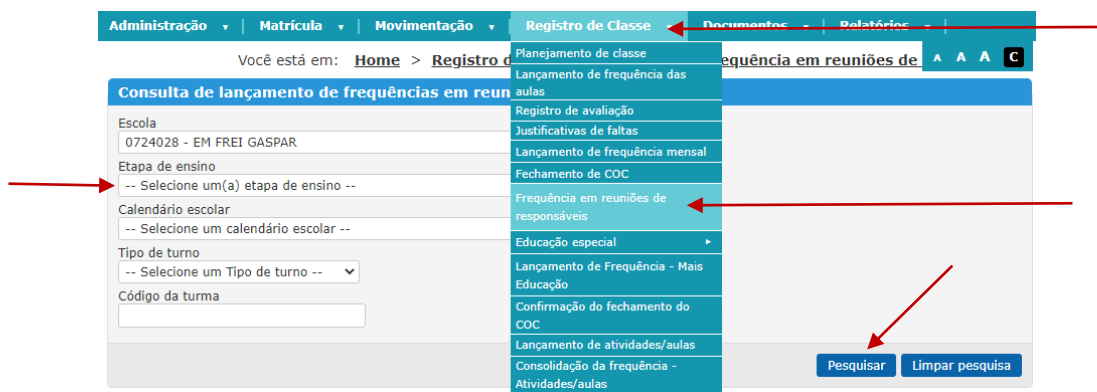 Administração | Matrícula | Movimentação | Registro de Classe Documentos | Relatórios
Você está em: Home > Registro d equência em reuniões de A A A C
Consulta de lançamento de frequências em reun
Escola
0724028 - EM FREI GASPAR
Etapa de ensino
-- Selecione um(a) etapa de ensino --
Calendário escolar
-- Selecione um calendário escolar --
Tipo de turno
-- Selecione um Tipo de turno --
Código da turma
Planejamento de classe
Lançamento de frequência das
aulas
Registro de avaliação
Justificativas de faltas
Lançamento de frequência mensal
Fechamento de COC
Frequência em reuniões de
responsáveis
Educação especial
Lançamento de Frequência - Mais
Educação
Confirmação do fechamento do
COC
Lançamento de atividades/aulas
Consolidação da frequência -
Atividades/aulas
Pesquisar Limpar pesquisa